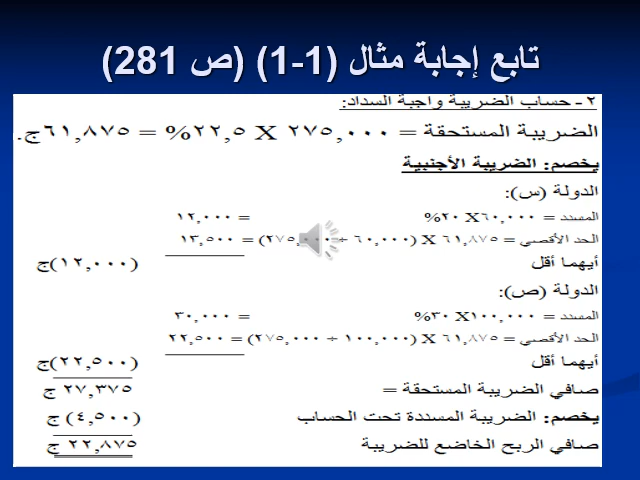 تابع إجابة مثال (1-1) (ص 281)
٢- حساب الضريبة واجبة السداد:
الضريبة المستحقة = ٢٧٥,٠٠٠ X ٢٢,٥% = ٦١,٨٧٥ج.
يخصم: الضريبة الأجنبية
الدولة (س):
المسدد = ٦٠,٠٠٠X ٢٠% = ١٢,٠٠٠
الحد الأقصى = ٦١,٨٧٥ X (٦٠,٠٠٠ ÷ ٢٧٥,٠٠٠) = ١٣,٥٠٠
أيهما أقل (١٢,٠٠٠)ج
الدولة (ص):
المسدد = ١٠٠,٠٠٠X ٣٠% = ٣٠,٠٠٠
الحد الأقصى = ٦١,٨٧٥ X (١٠٠,٠٠٠ ÷ ٢٧٥,٠٠٠) = ٢٢,٥٠٠
أيهما أقل (٢٢,٥٠٠)ج
صافي الضريبة المستحقة = ٢٧,٣٧٥ ج
يخصم: الضريبة المسددة تحت الحساب (٤,٥٠٠) ج
صافي الربح الخاضع للضريبة ٢٢,٨٧٥ ج